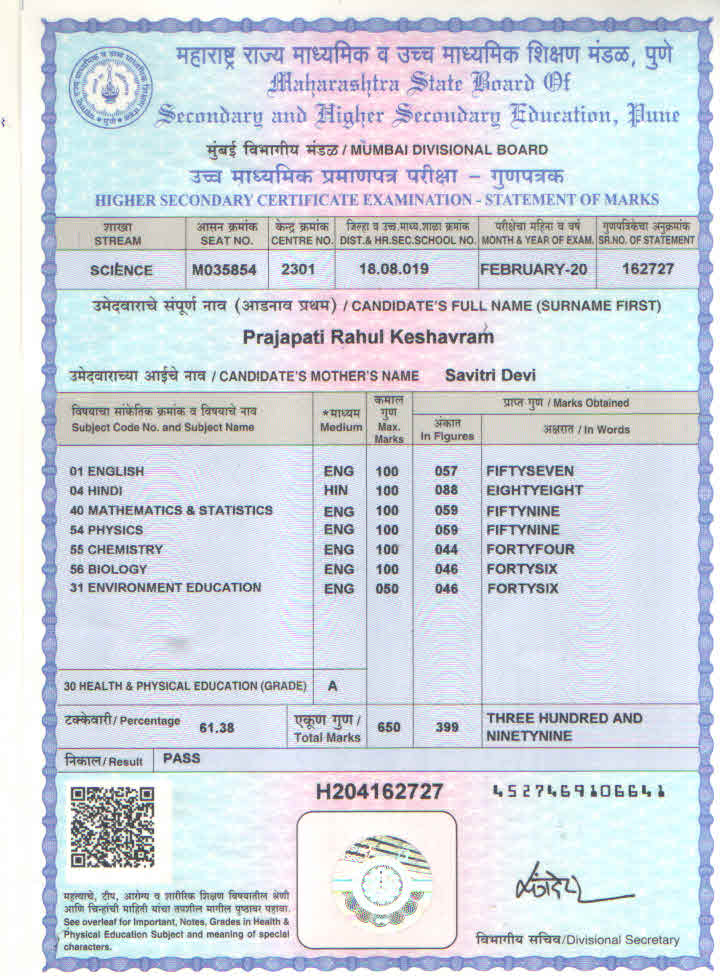 महाराष्ट्र राज्य माध्यमिक व उच्च माध्यमिक शिक्षण मंडळ, पुणे
Maharashtra State Board Of
Secondary and Higher Secondary Education, Pune
मुंबई विभागीय मंडळ / MUMBAI DIVISIONAL BOARD
उच्च माध्यमिक प्रमाणपत्र परीक्षा – गुणपत्रक
HIGHER SECONDARY CERTIFICATE EXAMINATION - STATEMENT OF MARKS
शाखा आसन क्रमांक केन्द्र क्रमांक जिल्हा व उच्च.माध्य.शाळा क्रमांक परीक्षेचा महिना व वर्ष गुणपत्रिकेचा अनुक्रमांक
STREAM SEAT NO. CENTRE NO. DIST.& HR.SEC.SCHOOL NO. MONTH & YEAR OF EXAM. SR.NO. OF STATEMENT
SCIENCE M035854 2301 18.08.019 FEBRUARY-20 162727
उमेदवाराचे संपूर्ण नाव (आडनाव प्रथम) / CANDIDATE'S FULL NAME (SURNAME FIRST)
Prajapati Rahul Keshavram
उमेदवाराच्या आईचे नाव / CANDIDATE'S MOTHER'S NAME Savitri Devi
विषयाचा सांकेतिक क्रमांक व विषयाचे नाव *माध्यम कमाल गुण प्राप्त गुण / Marks Obtained
Subject Code No. and Subject Name Medium Max. Marks अंकात In Figures अक्षरात / In Words
01 ENGLISH ENG 100 057 FIFTYSEVEN
04 HINDI HIN 100 088 EIGHTYEIGHT
40 MATHEMATICS & STATISTICS ENG 100 059 FIFTYNINE
54 PHYSICS ENG 100 059 FIFTYNINE
55 CHEMISTRY ENG 100 044 FORTYFOUR
56 BIOLOGY ENG 100 046 FORTYSIX
31 ENVIRONMENT EDUCATION ENG 050 046 FORTYSIX
30 HEALTH & PHYSICAL EDUCATION (GRADE) A
टक्केवारी/ Percentage 61.38 एकूण गुण / Total Marks 650 399 THREE HUNDRED AND
NINETYNINE
निकाल/ Result PASS
H204162727 4527469106641
महत्वाचे, टीप, आरोग्य व शारीरिक शिक्षण विषयातील श्रेणी
आणि चिन्हांची माहिती यांचा तपशील मागील पृष्ठावर पहावा.
See overleaf for Important, Notes, Grades in Health &
Physical Education Subject and meaning of special
characters.
विभागीय सचिव/Divisional Secretary